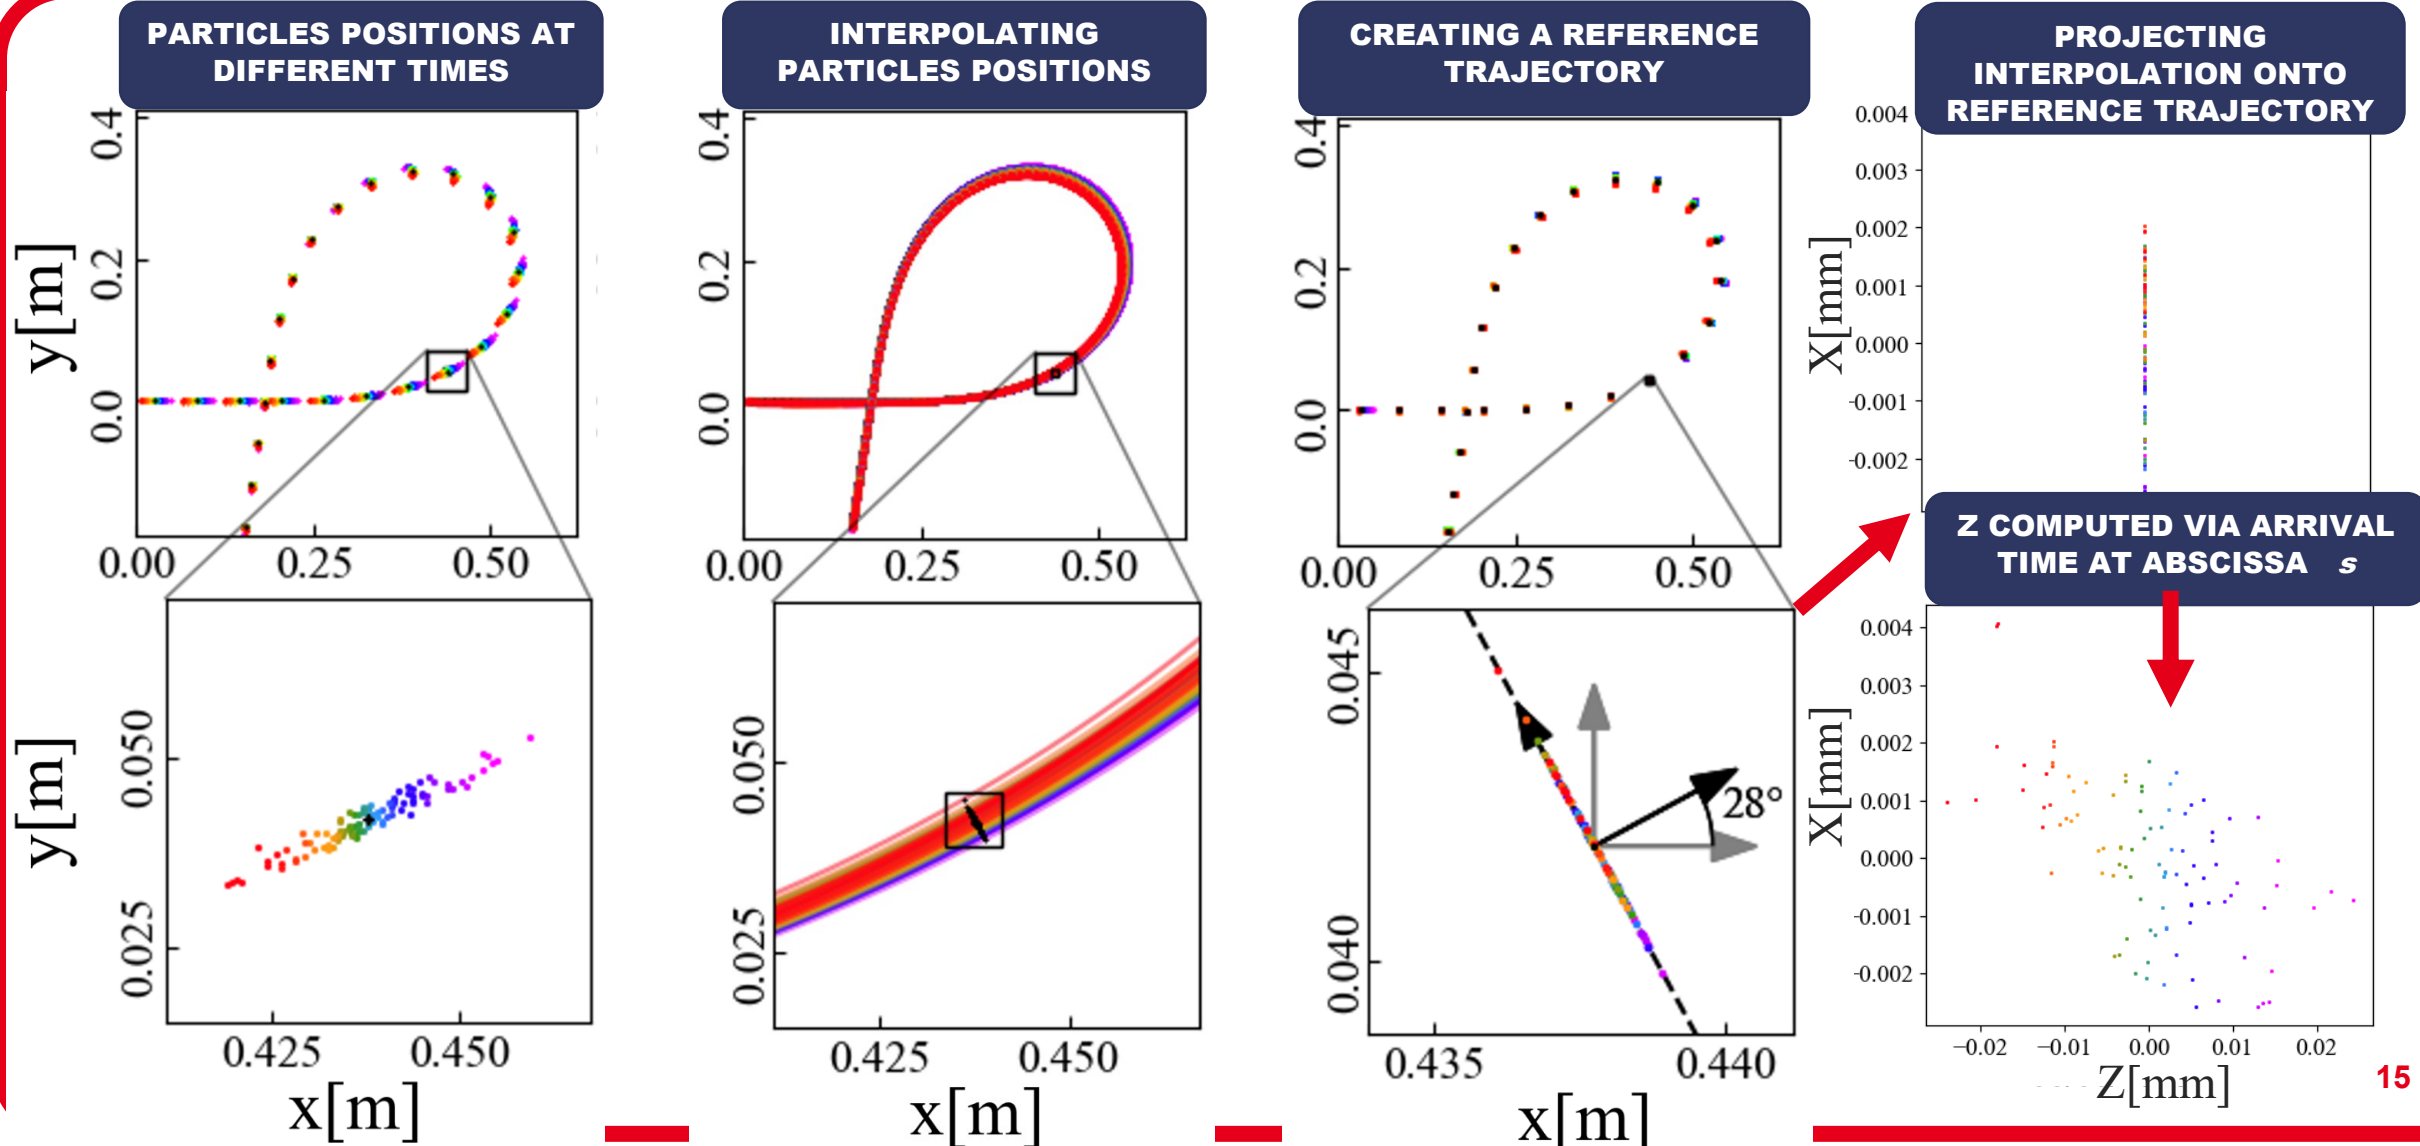 PARTICLES POSITIONS AT
DIFFERENT TIMES
INTERPOLATING
PARTICLES POSITIONS
CREATING A REFERENCE
TRAJECTORY
PROJECTING
INTERPOLATION ONTO
REFERENCE TRAJECTORY
y[m]
0.4
0.2
0.0
0.00 0.25 0.50
0.4
0.2
0.0
0.00 0.25 0.50
0.4
0.2
0.0
0.00 0.25 0.50
X[mm]
0.004
0.003
0.002
0.001
0.000
-0.001
-0.002
Z COMPUTED VIA ARRIVAL
TIME AT ABSCISSA s
y[m]
0.050
0.025
0.425 0.450
x[m]
0.050
0.025
0.425 0.450
x[m]
0.045
0.040
28°
0.435 0.440
x[m]
X[mm]
0.004
0.003
0.002
0.001
0.000
-0.001
-0.002
−0.02 −0.01 0.00 0.01 0.02
Z[mm]
15